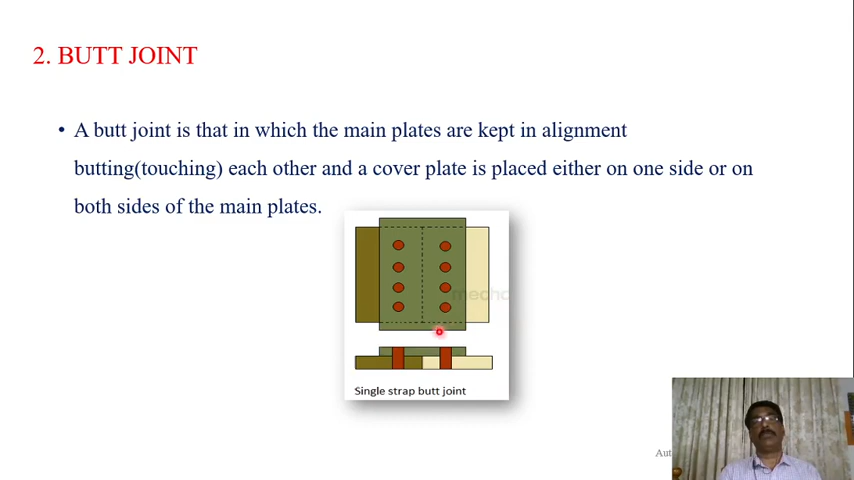 2. BUTT JOINT
• A butt joint is that in which the main plates are kept in alignment
butting(touching) each other and a cover plate is placed either on one side or on
both sides of the main plates.
Single strap butt joint